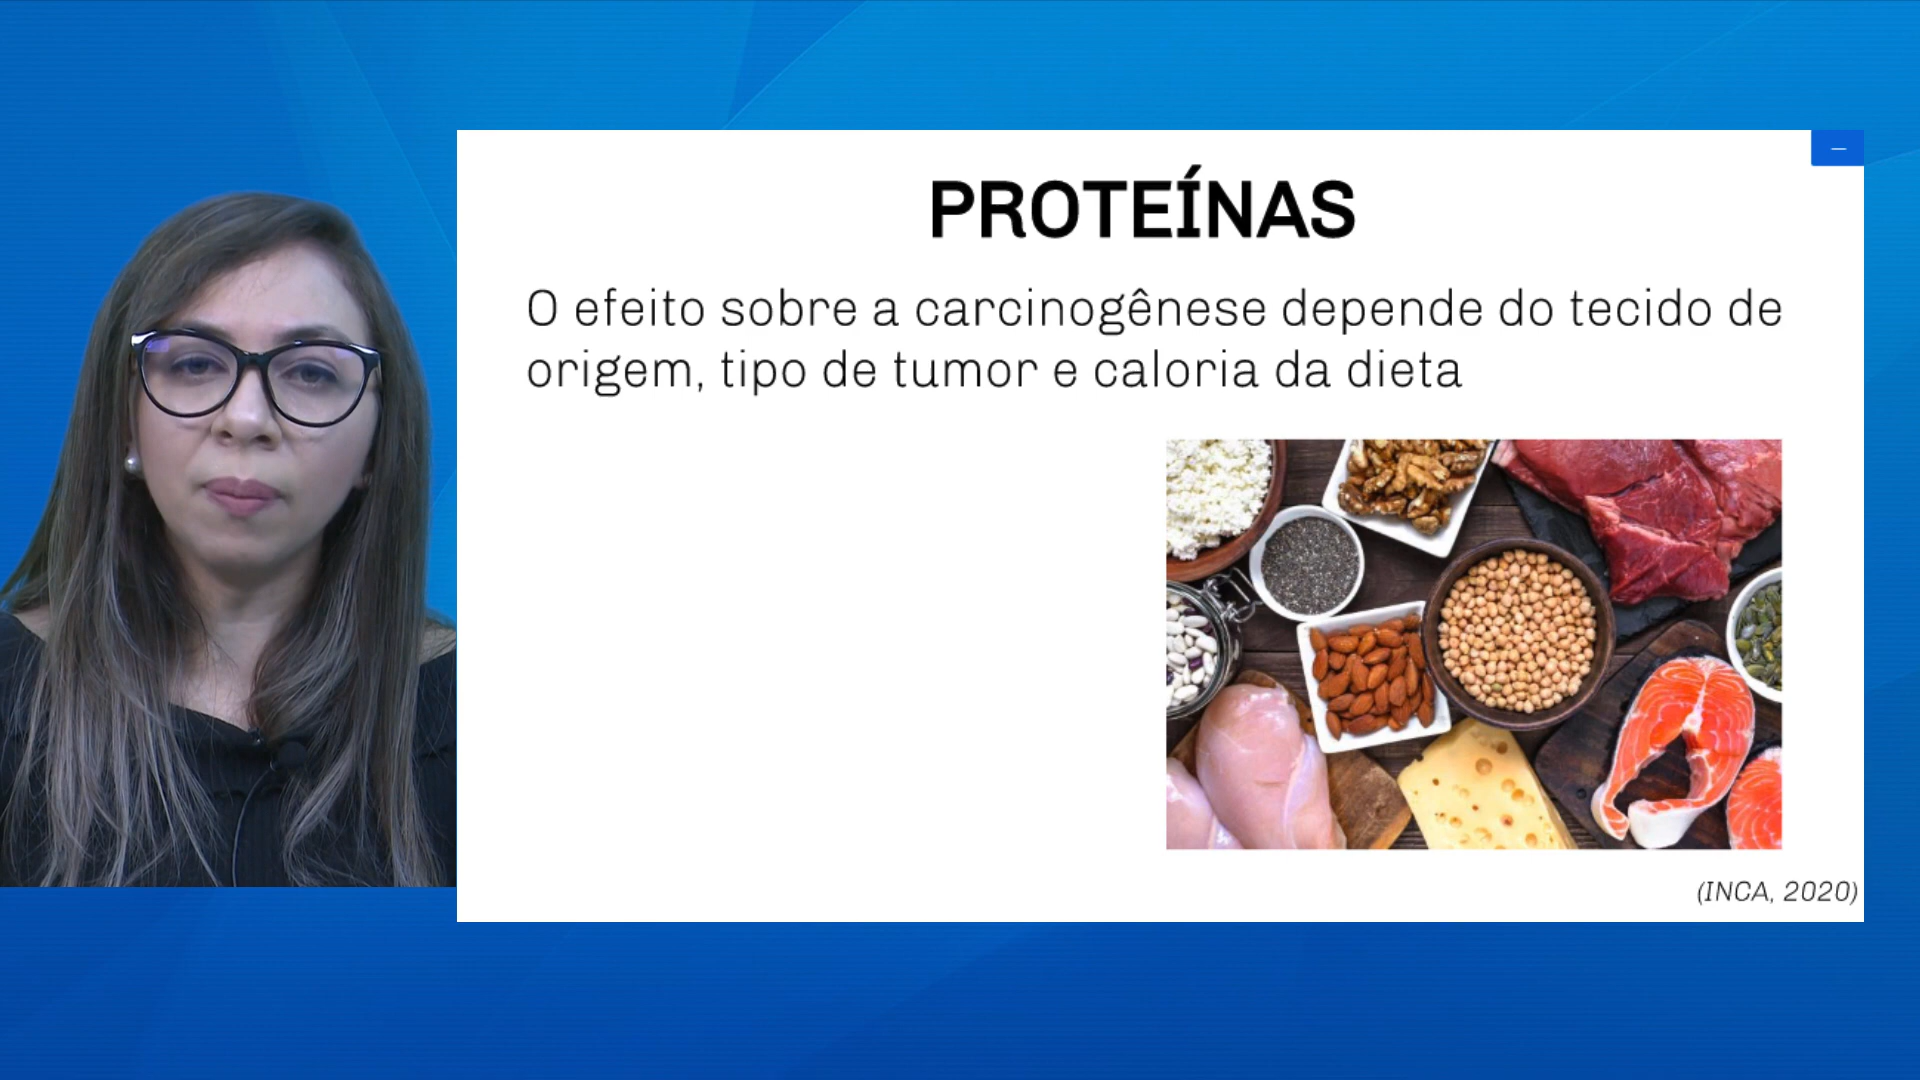 PROTEÍNAS
O efeito sobre a carcinogênese depende do tecido de
origem, tipo de tumor e caloria da dieta
(INCA, 2020)